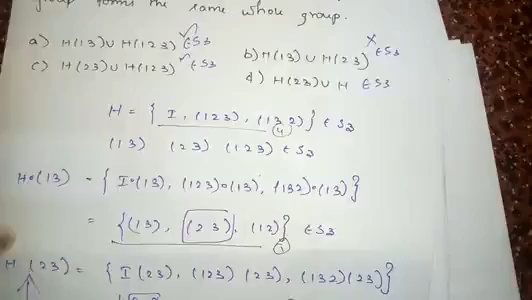 group forms the same whole group.
a) H(13) ∪ H(123) ∈ S3 ✓
b) H(13) ∪ H(23) ∈ S3 ✗
c) H(23) ∪ H(123) ∈ S3 ✓
d) H(23) ∪ H ∈ S3
H = { I, (123), (132)} ∈ S3
④
(13) (23) (123) ∈ S3
H∘(13) = { I∘(13), (123)∘(13), (132)∘(13)}
= {(13), (23), (12)} ∈ S3
①
H (23) = { I(23), (123)(23), (132)(23)}